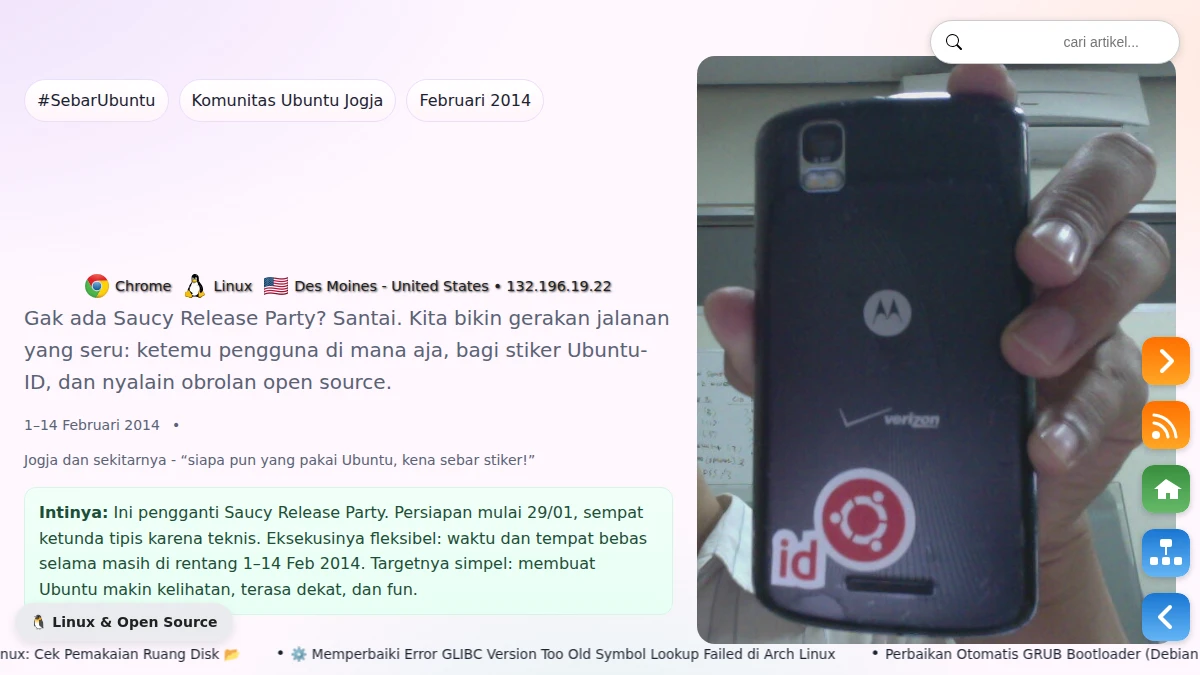 cari artikel...
#SebarUbuntu
Komunitas Ubuntu Jogja
Februari 2014
Chrome Linux Des Moines - United States • 132.196.19.22
Gak ada Saucy Release Party? Santai. Kita bikin gerakan jalanan
yang seru: ketemu pengguna di mana aja, bagi stiker Ubuntu-
ID, dan nyalain obrolan open source.
1–14 Februari 2014 •
Jogja dan sekitarnya - “siapa pun yang pakai Ubuntu, kena sebar stiker!”
Intinya: Ini pengganti Saucy Release Party. Persiapan mulai 29/01, sempat
ketunda tipis karena teknis. Eksekusinya fleksibel: waktu dan tempat bebas
selama masih di rentang 1–14 Feb 2014. Targetnya simpel: membuat
Ubuntu makin kelihatan, terasa dekat, dan fun.
verizon
id
Linux & Open Source
nux: Cek Pemakaian Ruang Disk 📂 • ⚙️ Memperbaiki Error GLIBC Version Too Old Symbol Lookup Failed di Arch Linux • Perbaikan Otomatis GRUB Bootloader (Debian